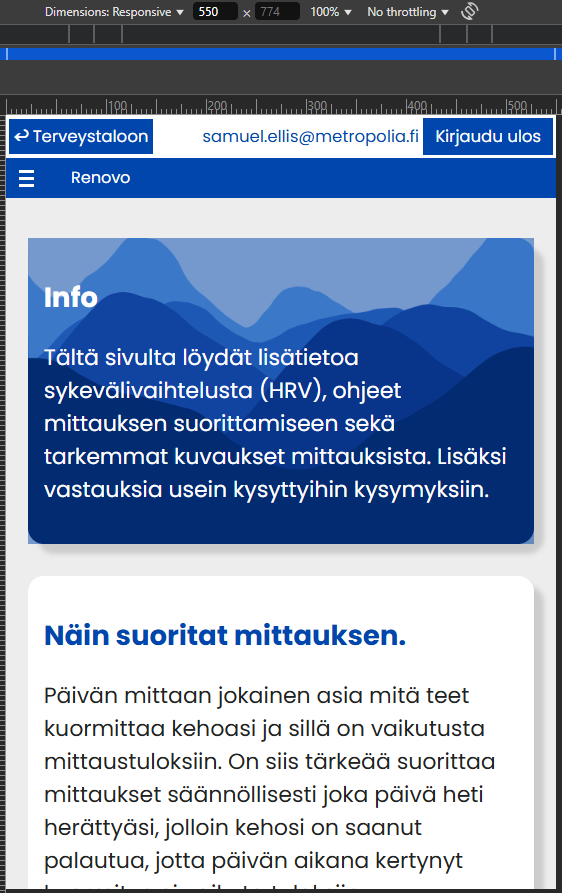 Dimensions: Responsive 550 × 774 100% No throttling
100 200 300 400 500
Terveystaloon samuel.ellis@metropolia.fi Kirjaudu ulos
Renovo
Info
Tältä sivulta löydät lisätietoa
sykevälivaihtelusta (HRV), ohjeet
mittauksen suorittamiseen sekä
tarkemmat kuvaukset mittauksista. Lisäksi
vastauksia usein kysyttyihin kysymyksiin.
Näin suoritat mittauksen.
Päivän mittaan jokainen asia mitä teet
kuormittaa kehoasi ja sillä on vaikutusta
mittaustuloksiin. On siis tärkeää suorittaa
mittaukset säännöllisesti joka päivä heti
herättyäsi, jolloin kehosi on saanut
palautua, jotta päivän aikana kertynyt